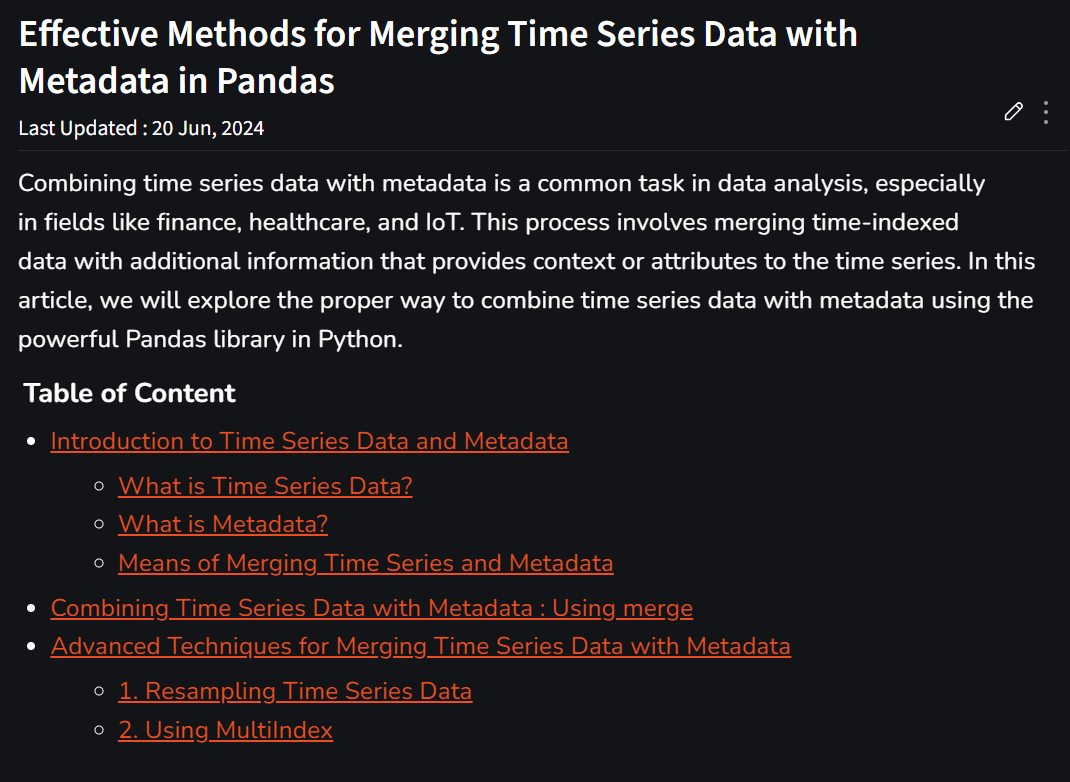 Effective Methods for Merging Time Series Data with
Metadata in Pandas
Last Updated : 20 Jun, 2024
Combining time series data with metadata is a common task in data analysis, especially
in fields like finance, healthcare, and IoT. This process involves merging time-indexed
data with additional information that provides context or attributes to the time series. In this
article, we will explore the proper way to combine time series data with metadata using the
powerful Pandas library in Python.
Table of Content
Introduction to Time Series Data and Metadata
What is Time Series Data?
What is Metadata?
Means of Merging Time Series and Metadata
Combining Time Series Data with Metadata : Using merge
Advanced Techniques for Merging Time Series Data with Metadata
1. Resampling Time Series Data
2. Using MultiIndex